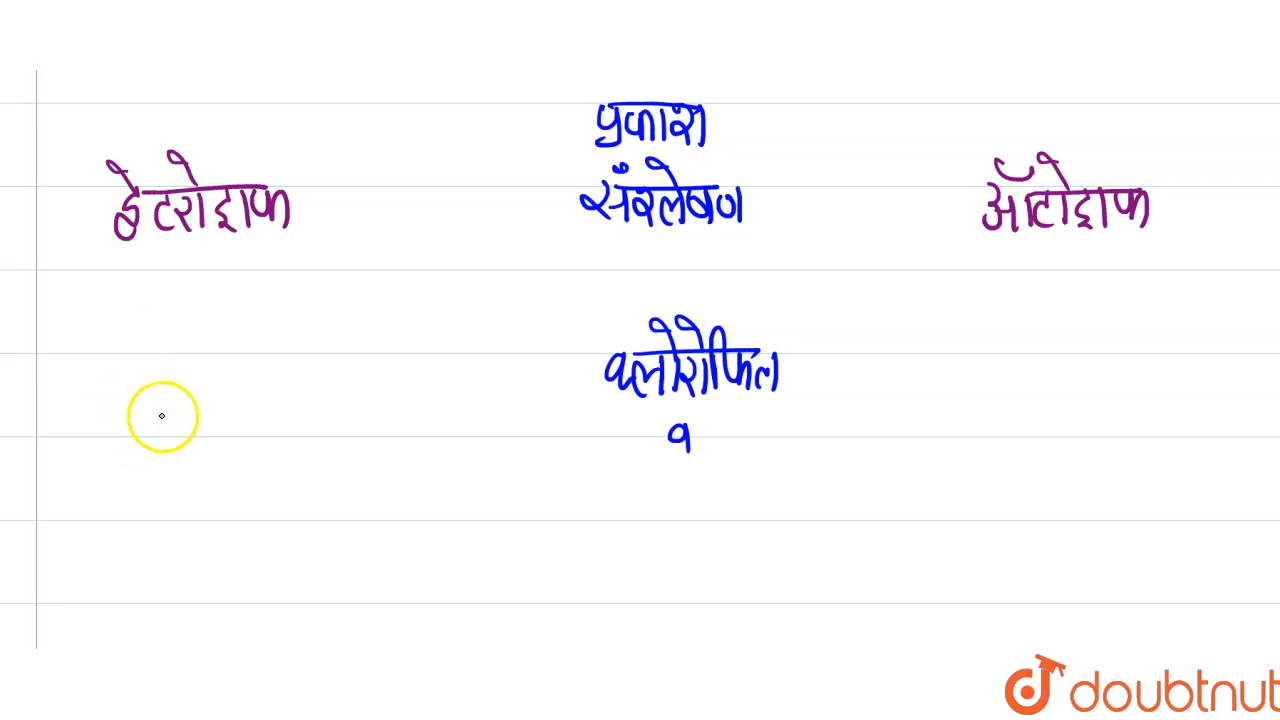 प्रकाश
हेटरोट्राफ संश्लेषण ऑटोट्राफ
क्लोरोफिल
doubtnut